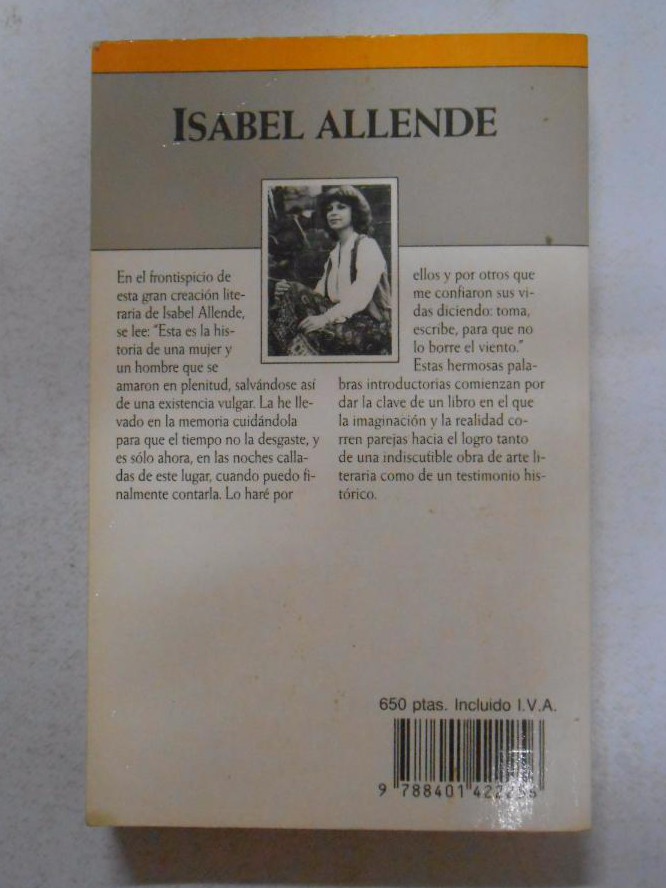 ISABEL ALLENDE
En el frontispicio de
esta gran creación lite-
raria de Isabel Allende,
se lee: "Esta es la his-
toria de una mujer y
un hombre que se
amaron en plenitud, salvándose así
de una existencia vulgar. La he lle-
vado en la memoria cuidándola
para que el tiempo no la desgaste, y
es sólo ahora, en las noches calla-
das de este lugar, cuando puedo fi-
nalmente contarla. Lo haré por
ellos y por otros que
me confiaron sus vi-
das diciendo: toma,
escribe, para que no
lo borre el viento."
Estas hermosas pala-
bras introductorias comienzan por
dar la clave de un libro en el que
la imaginación y la realidad co-
rren parejas hacia el logro tanto
de una indiscutible obra de arte li-
teraria como de un testimonio his-
tórico.
650 ptas. Incluido I.V.A.
9 788401